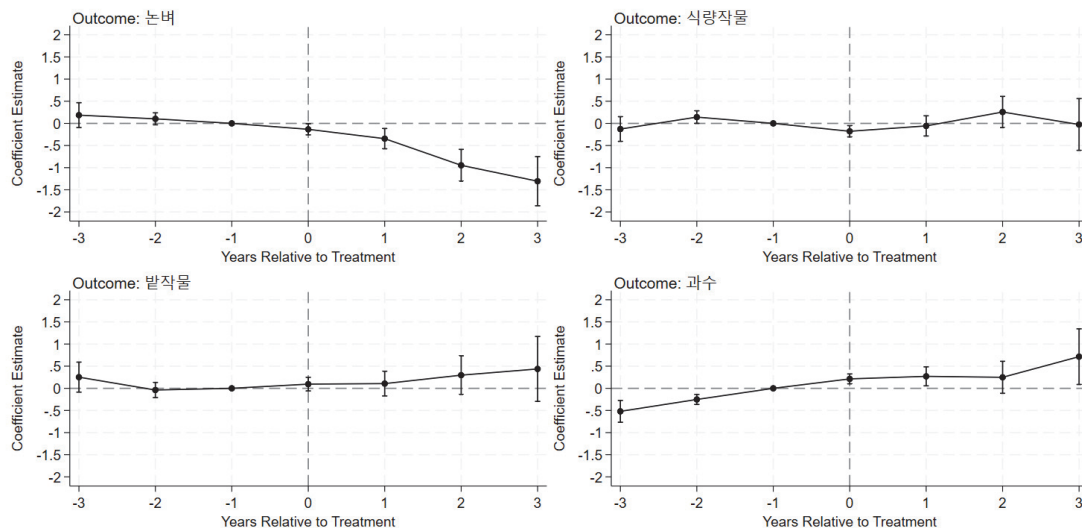 Outcome: 논벼
Coefficient Estimate
2
1.5
1
.5
0
-.5
-1
-1.5
-2
-3 -2 -1 0 1 2 3
Years Relative to Treatment
Outcome: 식량작물
Coefficient Estimate
2
1.5
1
.5
0
-.5
-1
-1.5
-2
-3 -2 -1 0 1 2 3
Years Relative to Treatment
Outcome: 밭작물
Coefficient Estimate
2
1.5
1
.5
0
-.5
-1
-1.5
-2
-3 -2 -1 0 1 2 3
Years Relative to Treatment
Outcome: 과수
Coefficient Estimate
2
1.5
1
.5
0
-.5
-1
-1.5
-2
-3 -2 -1 0 1 2 3
Years Relative to Treatment